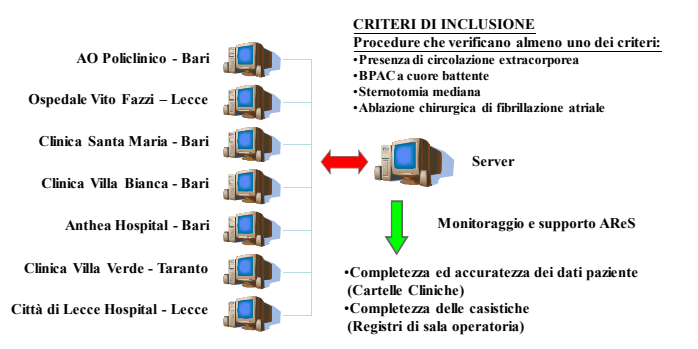 AO Policlinico - Bari
Ospedale Vito Fazzi – Lecce
Clinica Santa Maria - Bari
Clinica Villa Bianca - Bari
Anthea Hospital - Bari
Clinica Villa Verde - Taranto
Città di Lecce Hospital - Lecce
CRITERI DI INCLUSIONE
Procedure che verificano almeno uno dei criteri:
•Presenza di circolazione extracorporea
•BPAC a cuore battente
•Sternotomia mediana
•Ablazione chirurgica di fibrillazione atriale
Server
Monitoraggio e supporto AReS
•Completezza ed accuratezza dei dati paziente
(Cartelle Cliniche)
•Completezza delle casistiche
(Registri di sala operatoria)